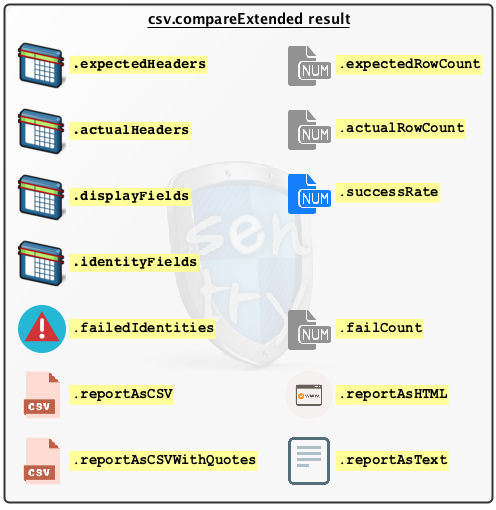 csv.compareExtended result
.expectedHeaders
NUM
.expectedRowCount
.actualHeaders
NUM
.actualRowCount
.displayFields
NUM
.successRate
.identityFields
sen
try
.failedIdentities
NUM
.failCount
CSV
.reportAsCSV
www.
.reportAsHTML
CSV
.reportAsCSVWithQuotes
.reportAsText